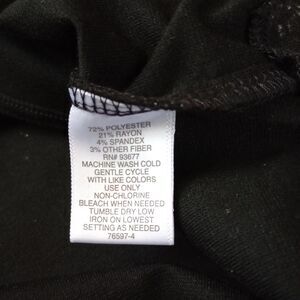 72% POLYESTER
21% RAYON
4% SPANDEX
3% OTHER FIBER
RN# 93677
MACHINE WASH COLD
GENTLE CYCLE
WITH LIKE COLORS
USE ONLY
NON-CHLORINE
BLEACH WHEN NEEDED
TUMBLE DRY LOW
IRON ON LOWEST
SETTING AS NEEDED
76597-4